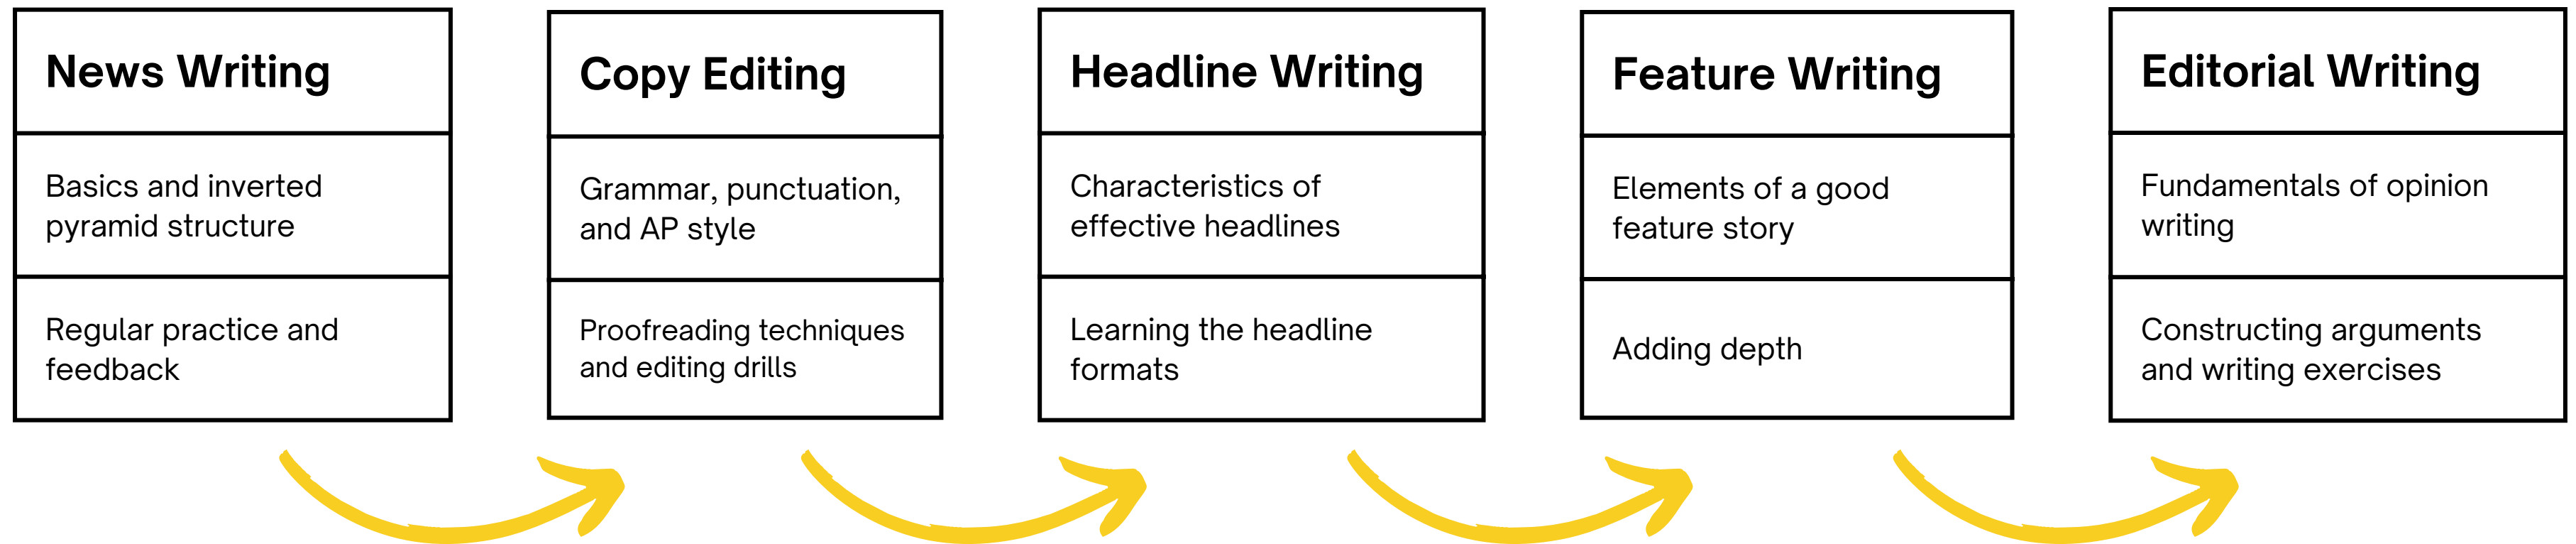 News Writing
Basics and inverted
pyramid structure
Regular practice and
feedback
Copy Editing
Grammar, punctuation,
and AP style
Proofreading techniques
and editing drills
Headline Writing
Characteristics of
effective headlines
Learning the headline
formats
Feature Writing
Elements of a good
feature story
Adding depth
Editorial Writing
Fundamentals of opinion
writing
Constructing arguments
and writing exercises